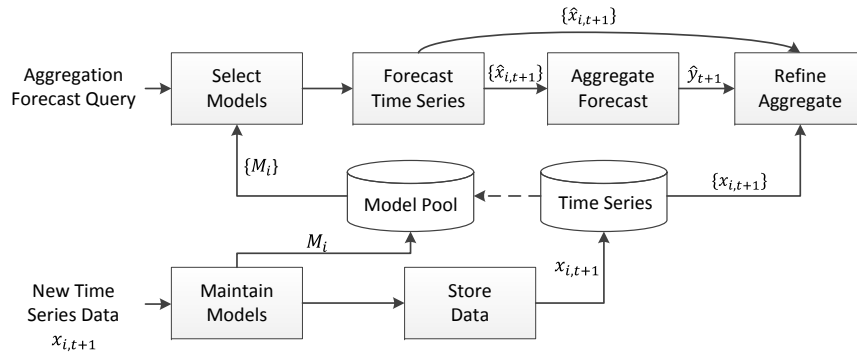 {x̂ᵢ,ₜ₊₁}
Aggregation
Forecast Query
Select
Models
Forecast
Time Series
{x̂ᵢ,ₜ₊₁}
Aggregate
Forecast
ŷₜ₊₁
Refine
Aggregate
{Mᵢ}
Model Pool
Time Series
{xᵢ,ₜ₊₁}
Mᵢ
xᵢ,ₜ₊₁
New Time
Series Data
xᵢ,ₜ₊₁
Maintain
Models
Store
Data